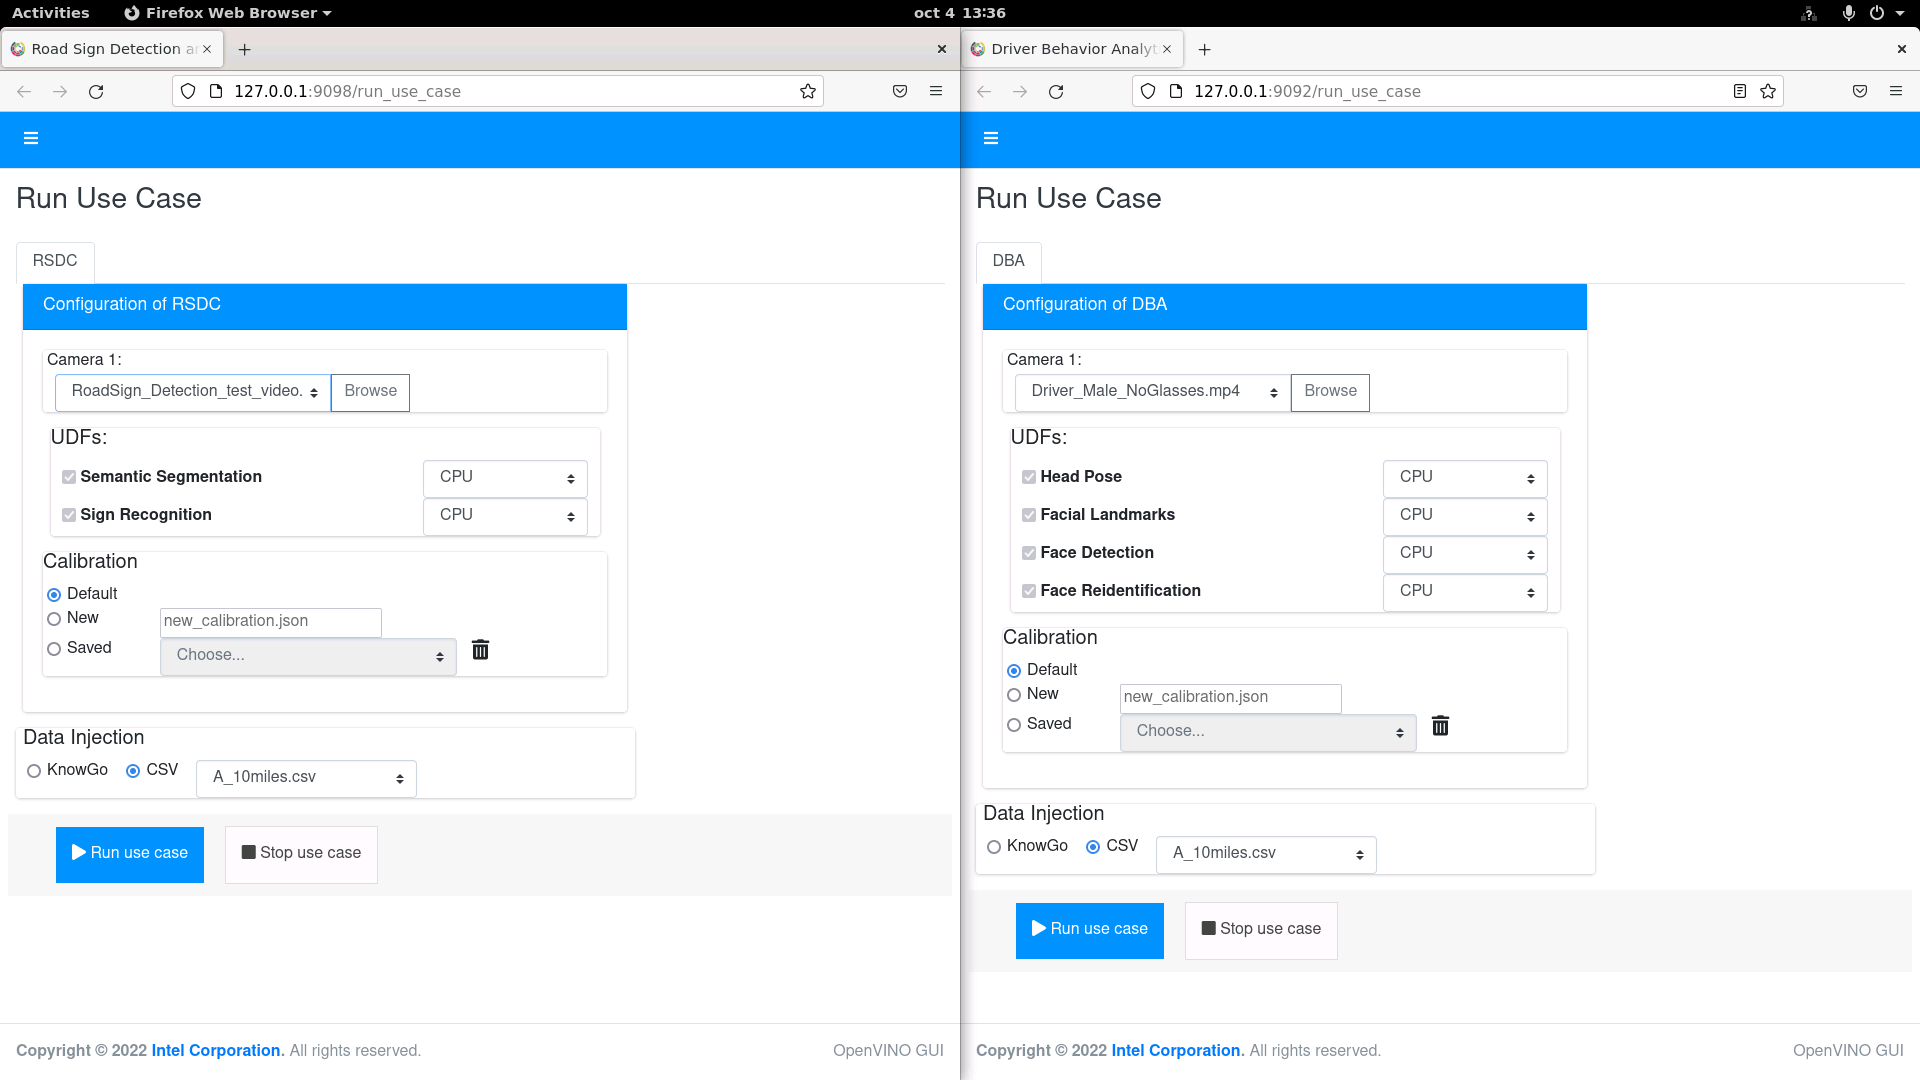 Activities Firefox Web Browser oct 4 13:36
Road Sign Detection a
127.0.0.1:9098/run_use_case
Run Use Case
RSDC
Configuration of RSDC
Camera 1:
RoadSign_Detection_test_video. Browse
UDFs:
Semantic Segmentation CPU
Sign Recognition CPU
Calibration
Default
New new_calibration.json
Saved Choose...
Data Injection
KnowGo CSV A_10miles.csv
Run use case Stop use case
Copyright © 2022 Intel Corporation. All rights reserved. OpenVINO GUI
Driver Behavior Analyt
127.0.0.1:9092/run_use_case
Run Use Case
DBA
Configuration of DBA
Camera 1:
Driver_Male_NoGlasses.mp4 Browse
UDFs:
Head Pose CPU
Facial Landmarks CPU
Face Detection CPU
Face Reidentification CPU
Calibration
Default
New new_calibration.json
Saved Choose...
Data Injection
KnowGo CSV A_10miles.csv
Run use case Stop use case
Copyright © 2022 Intel Corporation. All rights reserved. OpenVINO GUI